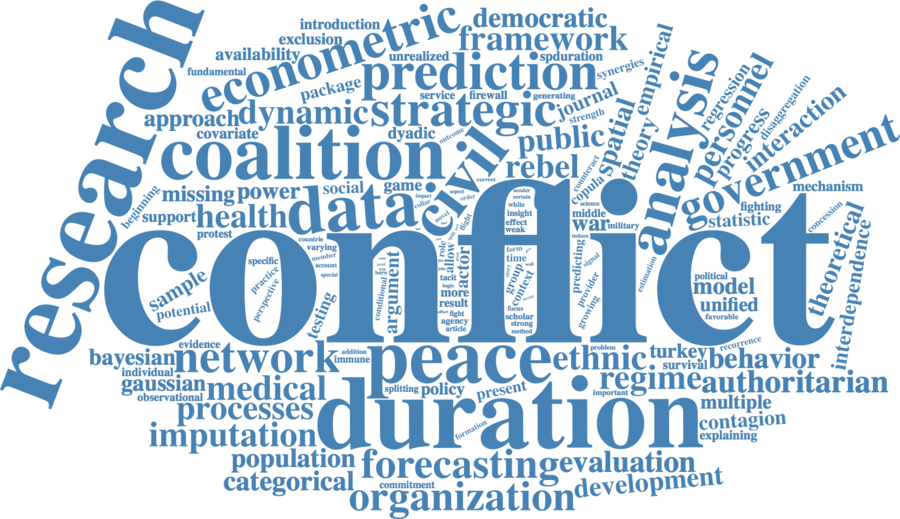 introduction
democratic
exclusion
framework
availability
unrealized
spduration
econometric
research
fundamental
package
prediction
synergies
service
firewall
generating
journal
strength
approach
dynamic
strategic
covariate
dyadic
outcome
public
spatial
theory
empirical
analysis
regression
personnel
progress
disaggregation
interaction
coalition
civil
rebel
counteract
copula
government
beginning
missing
power
social
game
current
mechanism
support
health
data
impact
collar
novel
aspect
order
flight
sender
certain
white
insight
effect
weak
science
middle
war
military
statistic
fighting
concession
protest
conflict
countrie
varying
member
account
special
specific
practice
perspective
sample
potential
testing
conditional
argument
role
allow
tacit
logic
more
result
effort
fight
agency
article
actor
form
time
group
context
focus
scholar
strong
method
induce
predicting
signal
provider
growing
estimation
political
model
unified
favorable
theoretical
interdependence
evidence
bayesian
network
addition
immune
peace
problem
ethnic
turkey
recurrence
survival
behavior
individual
gaussian
observational
medical
splitting
policy
present
regime
important
authoritarian
processes
duration
multiple
imputation
formation
contagion
explaining
population
forecasting
evaluation
categorical
commitment
organization
development